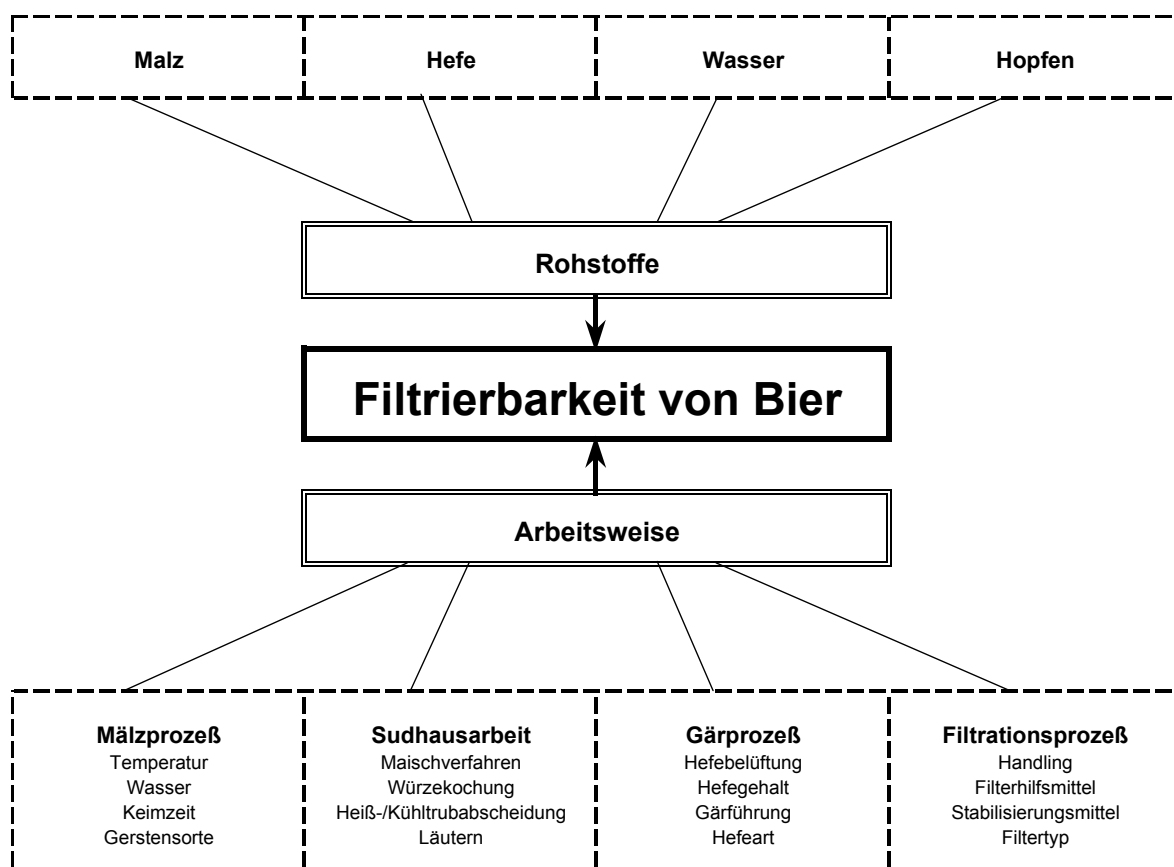 Malz
Hefe
Wasser
Hopfen
Rohstoffe
Filtrierbarkeit von Bier
Arbeitsweise
Mälzprozeß
Temperatur
Wasser
Keimzeit
Gerstensorte
Sudhausarbeit
Maischverfahren
Würzekochung
Heiß-/Kühltrubabscheidung
Läutern
Gärprozeß
Hefebelüftung
Hefegehalt
Gärführung
Hefeart
Filtrationsprozeß
Handling
Filterhilfsmittel
Stabilisierungsmittel
Filtertyp